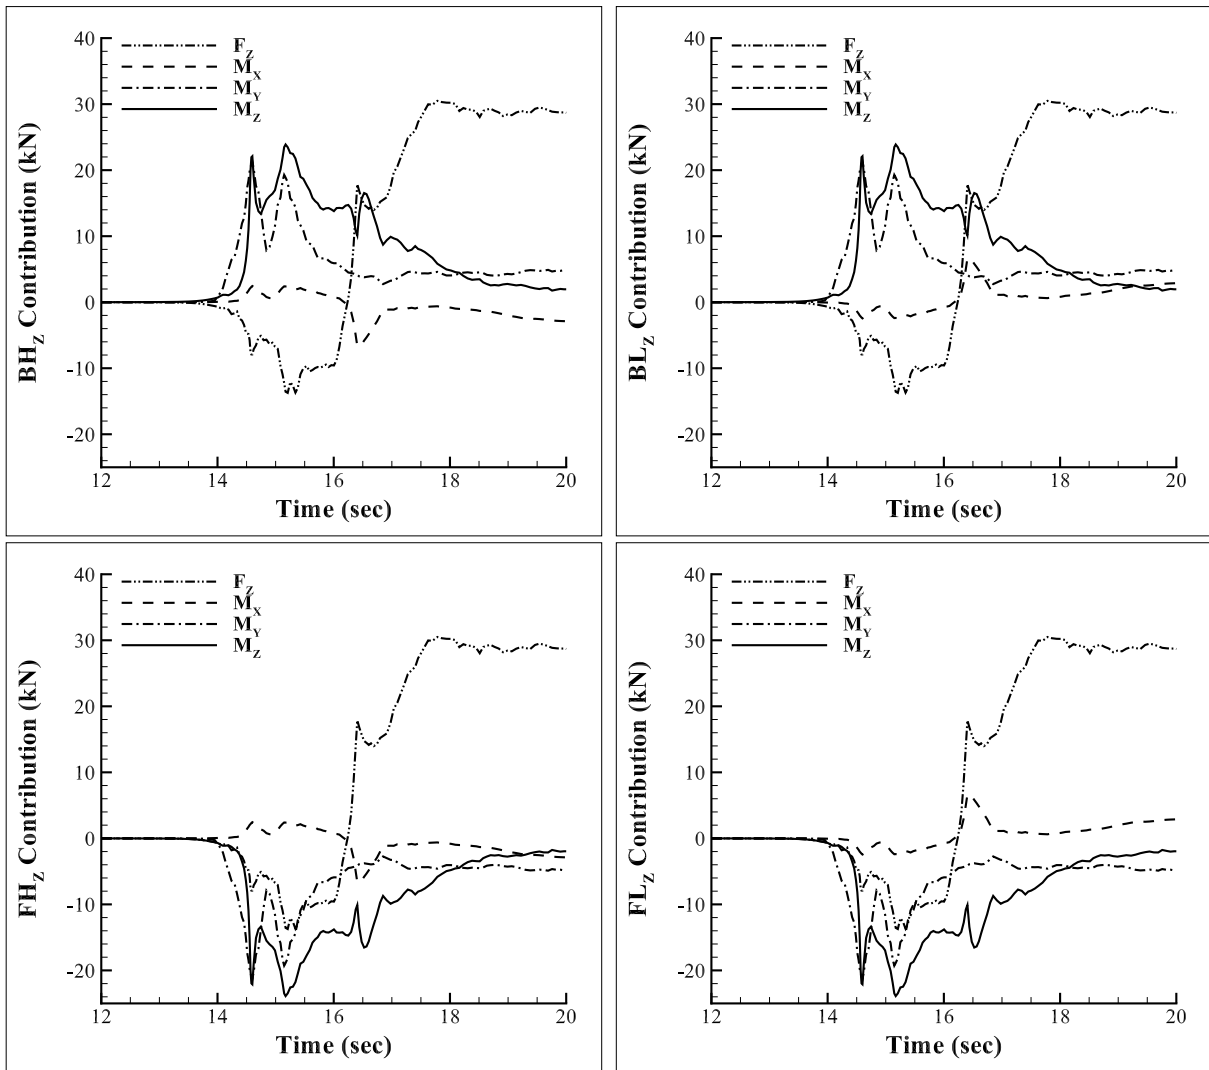 BH_Z Contribution (kN)
40
30
20
10
0
-10
-20
F_Z
M_X
M_Y
M_Z
12 14 16 18 20
Time (sec)
BL_Z Contribution (kN)
40
30
20
10
0
-10
-20
F_Z
M_X
M_Y
M_Z
12 14 16 18 20
Time (sec)
FH_Z Contribution (kN)
40
30
20
10
0
-10
-20
F_Z
M_X
M_Y
M_Z
12 14 16 18 20
Time (sec)
FL_Z Contribution (kN)
40
30
20
10
0
-10
-20
F_Z
M_X
M_Y
M_Z
12 14 16 18 20
Time (sec)